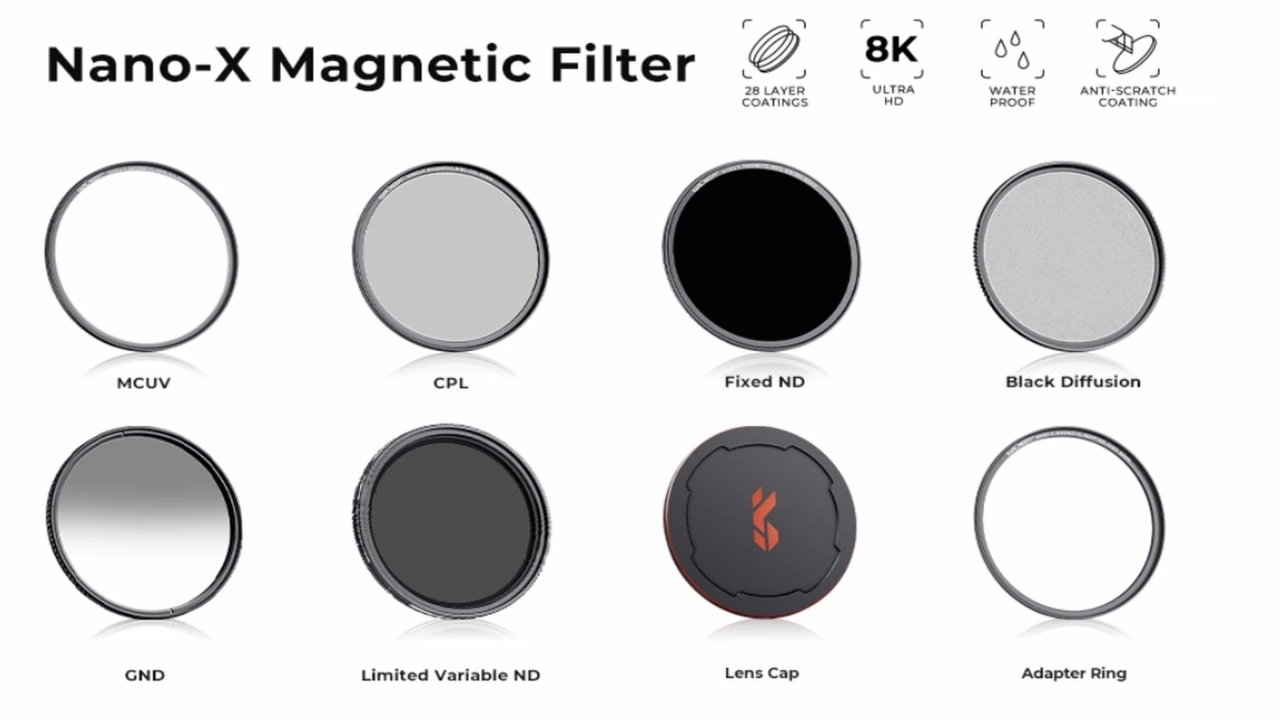 Nano-X Magnetic Filter
28 LAYER
COATINGS
8K
ULTRA
HD
WATER
PROOF
ANTI-SCRATCH
COATING
MCUV
CPL
Fixed ND
Black Diffusion
GND
Limited Variable ND
Lens Cap
Adapter Ring